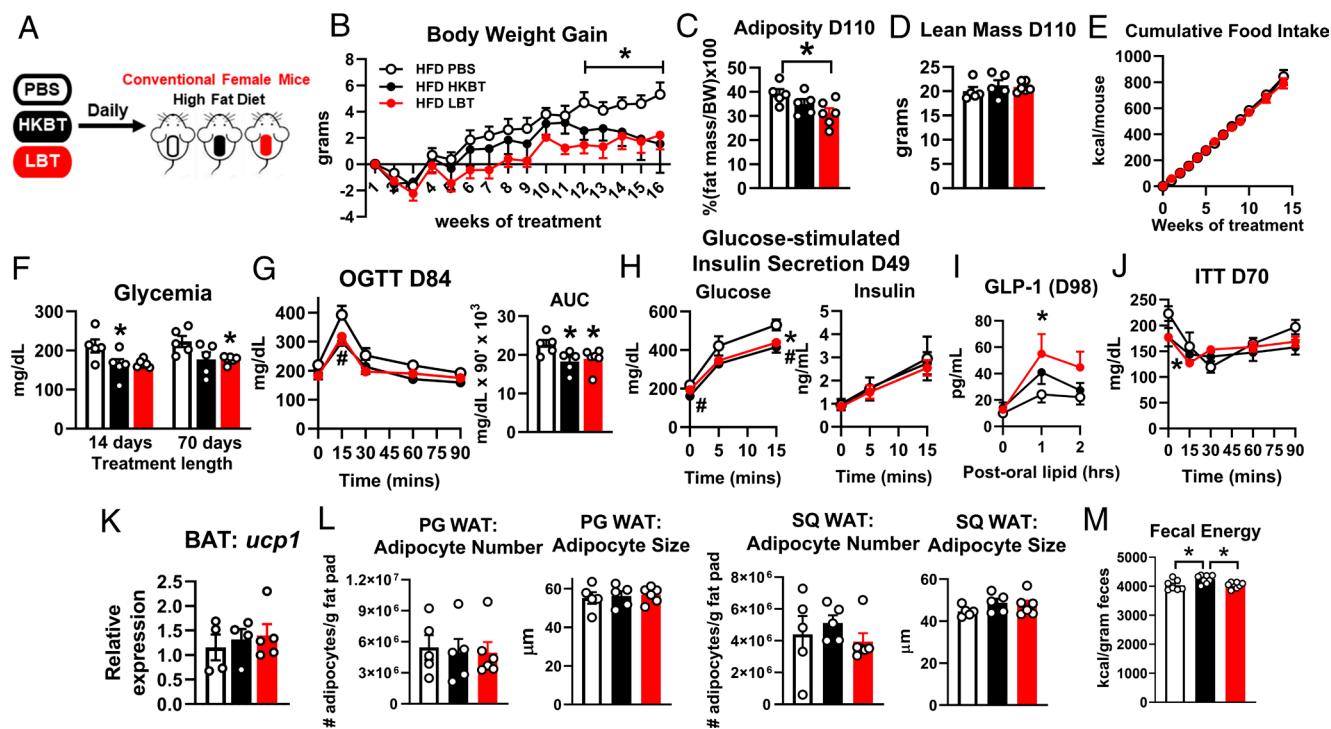 A
PBS
HKBT
LBT
Daily
Conventional Female Mice
High Fat Diet
B
Body Weight Gain
HFD PBS
HFD HKBT
HFD LBT
*
grams
8
6
4
2
0
-2
-4
1 2 3 4 5 6 7 8 9 10 11 12 13 14 15 16
weeks of treatment
C
Adiposity D110
*
%(fat mass/BW)x100
50
40
30
20
10
0
D
Lean Mass D110
grams
40
30
20
10
0
E
Cumulative Food Intake
kcal/mouse
1000
800
600
400
200
0
0 5 10 15
Weeks of treatment
F
Glycemia
mg/dL
300
200
100
0
* *
14 days 70 days
Treatment length
G
OGTT D84
mg/dL
500
400
300
200
100
0
#
0 15 30 45 60 75 90
Time (mins)
AUC
mg/dL x 90' x 10³
40
30
20
10
0
* *
Glucose-stimulated
Insulin Secretion D49
H
Glucose
mg/dL
600
400
200
0
#
*
#
0 5 10 15
Time (mins)
Insulin
ng/mL
5
4
3
2
1
0
0 5 10 15
Time (mins)
I
GLP-1 (D98)
pg/mL
100
80
60
40
20
0
*
0 1 2
Post-oral lipid (hrs)
J
ITT D70
mg/dL
250
200
150
100
50
0
*
0 15 30 45 60 75 90
Time (mins)
K
BAT: ucp1
Relative
expression
2.5
2.0
1.5
1.0
0.5
0.0
L
PG WAT:
Adipocyte Number
# adipocytes/g fat pad
1.2×10⁷
9×10⁶
6×10⁶
3×10⁶
0
PG WAT:
Adipocyte Size
µm
60
40
20
0
SQ WAT:
Adipocyte Number
# adipocytes/g fat pad
8×10⁶
6×10⁶
4×10⁶
2×10⁶
0
SQ WAT:
Adipocyte Size
µm
60
40
20
0
M
Fecal Energy
* *
kcal/gram feces
5000
4000
3000
2000
1000
0